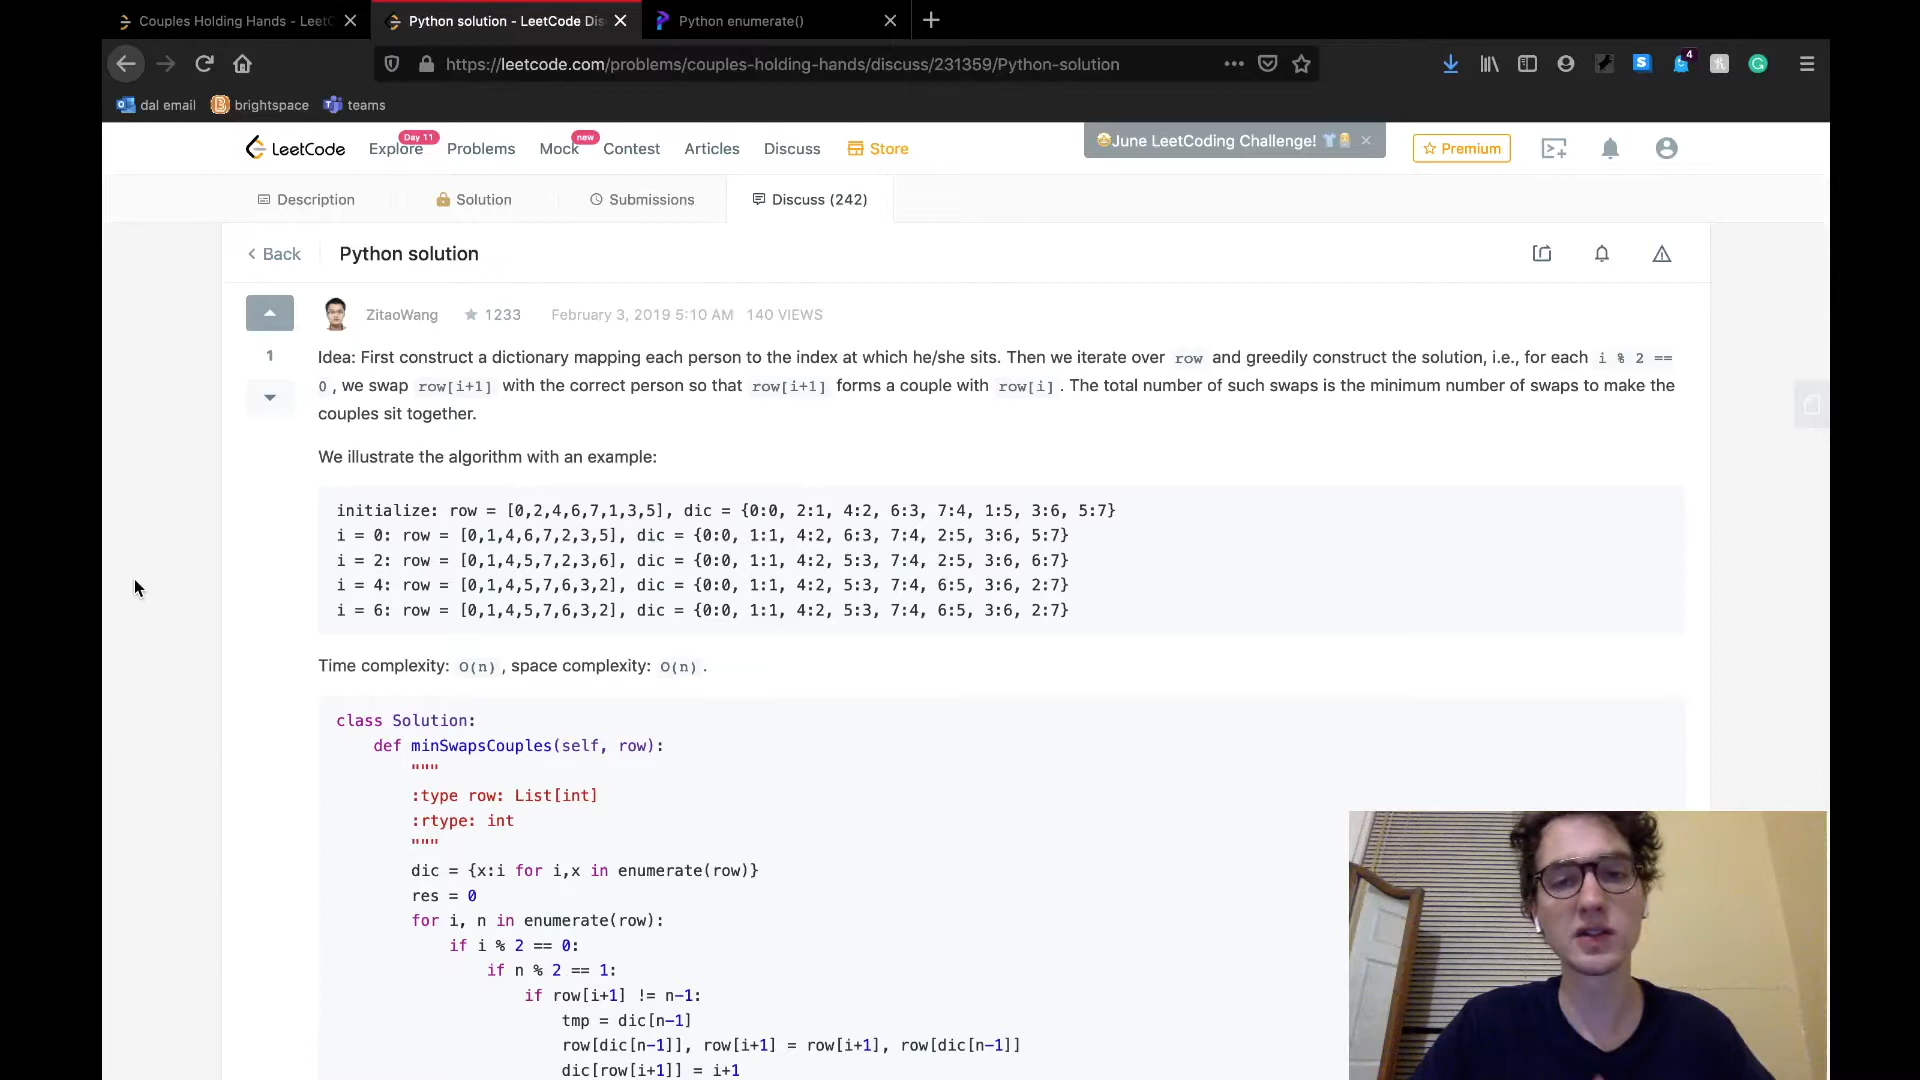 Couples Holding Hands - LeetC
Python solution - LeetCode Dis
Python enumerate()
https://leetcode.com/problems/couples-holding-hands/discuss/231359/Python-solution
4
dal email
brightspace
teams
LeetCode
Explore
Day 11
Problems
Mock
new
Contest
Articles
Discuss
Store
June LeetCoding Challenge!
Premium
Description
Solution
Submissions
Discuss (242)
Back
Python solution
ZitaoWang
1233
February 3, 2019 5:10 AM
140 VIEWS
1
Idea: First construct a dictionary mapping each person to the index at which he/she sits. Then we iterate over row and greedily construct the solution, i.e., for each i % 2 ==
0 , we swap row[i+1] with the correct person so that row[i+1] forms a couple with row[i] . The total number of such swaps is the minimum number of swaps to make the
couples sit together.
We illustrate the algorithm with an example:
initialize: row = [0,2,4,6,7,1,3,5], dic = {0:0, 2:1, 4:2, 6:3, 7:4, 1:5, 3:6, 5:7}
i = 0: row = [0,1,4,6,7,2,3,5], dic = {0:0, 1:1, 4:2, 6:3, 7:4, 2:5, 3:6, 5:7}
i = 2: row = [0,1,4,5,7,2,3,6], dic = {0:0, 1:1, 4:2, 5:3, 7:4, 2:5, 3:6, 6:7}
i = 4: row = [0,1,4,5,7,6,3,2], dic = {0:0, 1:1, 4:2, 5:3, 7:4, 6:5, 3:6, 2:7}
i = 6: row = [0,1,4,5,7,6,3,2], dic = {0:0, 1:1, 4:2, 5:3, 7:4, 6:5, 3:6, 2:7}
Time complexity: O(n) , space complexity: O(n) .
class Solution:
def minSwapsCouples(self, row):
"""
:type row: List[int]
:rtype: int
"""
dic = {x:i for i,x in enumerate(row)}
res = 0
for i, n in enumerate(row):
if i % 2 == 0:
if n % 2 == 1:
if row[i+1] != n-1:
tmp = dic[n-1]
row[dic[n-1]], row[i+1] = row[i+1], row[dic[n-1]]
dic[row[i+1]] = i+1